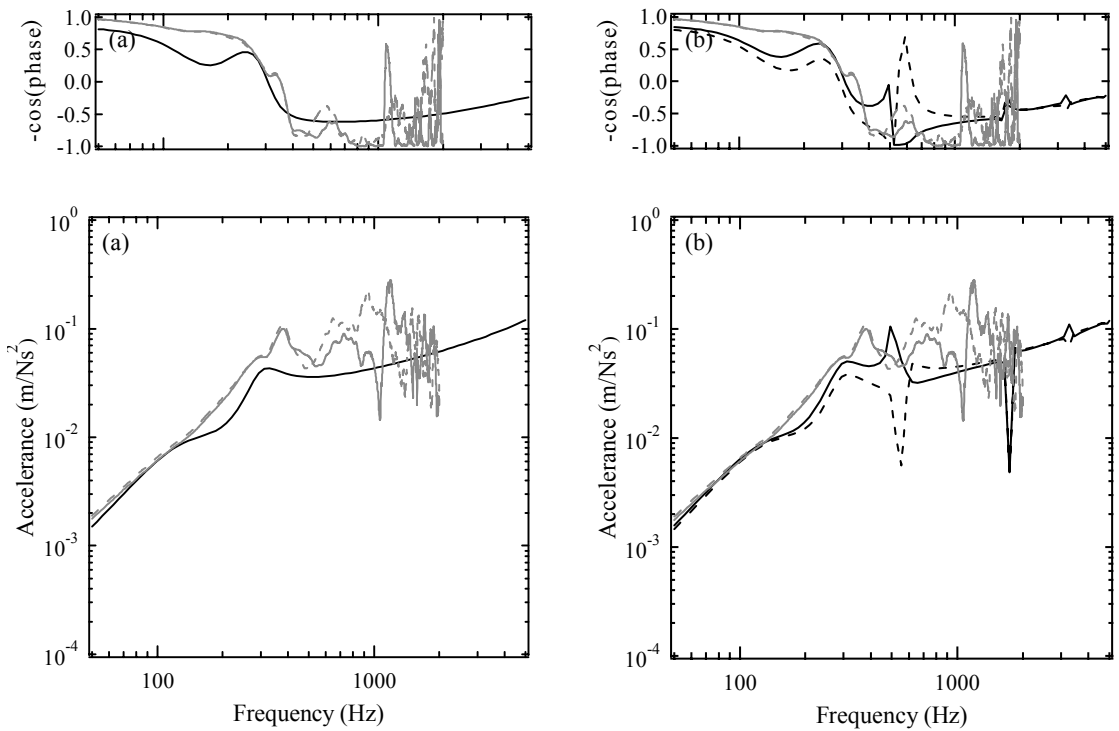 1.0
0.5
0.0
-0.5
-1.0
-cos(phase)
(a)
1.0
0.5
0.0
-0.5
-1.0
-cos(phase)
(b)
10^0
10^-1
10^-2
10^-3
10^-4
Accelerance (m/Ns^2)
(a)
100 1000
Frequency (Hz)
10^0
10^-1
10^-2
10^-3
10^-4
Accelerance (m/Ns^2)
(b)
100 1000
Frequency (Hz)